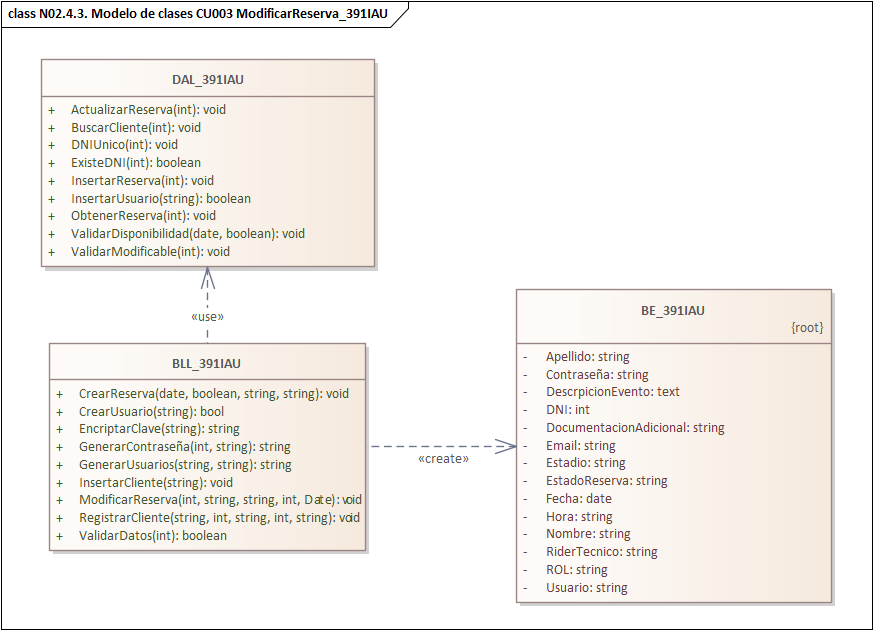 class N02.4.3. Modelo de clases CU003 ModificarReserva_391IAU
DAL_391IAU
+ ActualizarReserva(int): void
+ BuscarCliente(int): void
+ DNIUnico(int): void
+ ExisteDNI(int): boolean
+ InsertarReserva(int): void
+ InsertarUsuario(string): boolean
+ ObtenerReserva(int): void
+ ValidarDisponibilidad(date, boolean): void
+ ValidarModificable(int): void
«use»
BLL_391IAU
+ CrearReserva(date, boolean, string, string): void
+ CrearUsuario(string): bool
+ EncriptarClave(string): string
+ GenerarContraseña(int, string): string
+ GenerarUsuarios(string, string): string
+ InsertarCliente(string): void
+ ModificarReserva(int, string, string, int, Date): void
+ RegistrarCliente(string, int, string, int, string): void
+ ValidarDatos(int): boolean
«create»
BE_391IAU
{root}
- Apellido: string
- Contraseña: string
- DescrpicionEvento: text
- DNI: int
- DocumentacionAdicional: string
- Email: string
- Estadio: string
- EstadoReserva: string
- Fecha: date
- Hora: string
- Nombre: string
- RiderTecnico: string
- ROL: string
- Usuario: string